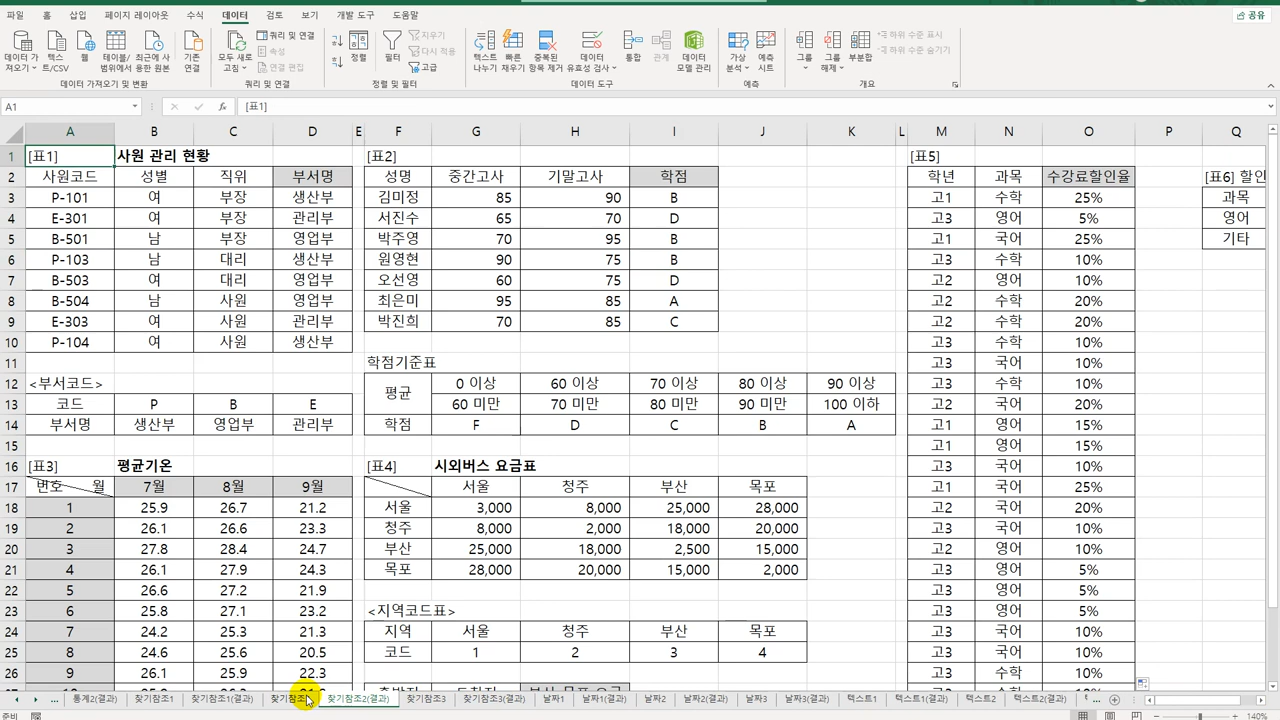 파일 홈 삽입 페이지 레이아웃 수식 데이터 검토 보기 개발 도구 도움말 공유
데이터 가져오기 텍스트/CSV 웹 테이블/범위에서 최근에 사용한 원본 기존 연결 모두 새로 고침 쿼리 및 연결 속성 연결 편집 정렬 필터 지우기 다시 적용 고급 텍스트 나누기 빠른 채우기 중복된 항목 제거 데이터 유효성 검사 통합 관계 데이터 모델 관리 가상 분석 예측 시트 그룹 그룹 해제 부분합 하위 수준 표시 하위 수준 숨기기
데이터 가져오기 및 변환 쿼리 및 연결 정렬 및 필터 데이터 도구 예측 개요
A1 fx [표1]
A B C D E F G H I J K L M N O P Q
1 [표1] 사원 관리 현황 [표2] [표5]
2 사원코드 성별 직위 부서명 성명 중간고사 기말고사 학점 학년 과목 수강료할인율 [표6] 할인
3 P-101 여 부장 생산부 김미정 85 90 B 고1 수학 25% 과목
4 E-301 여 부장 관리부 서진수 65 70 D 고3 영어 5% 영어
5 B-501 남 부장 영업부 박주영 70 95 B 고1 국어 25% 기타
6 P-103 남 대리 생산부 원영현 90 75 B 고3 수학 10%
7 B-503 여 대리 영업부 오선영 60 75 D 고2 영어 10%
8 B-504 남 사원 영업부 최은미 95 85 A 고2 수학 20%
9 E-303 여 사원 관리부 박진희 70 85 C 고2 수학 20%
10 P-104 여 사원 생산부 고3 수학 10%
11 학점기준표 고3 국어 10%
12 <부서코드> 평균 0 이상 60 이상 70 이상 80 이상 90 이상 고3 수학 10%
13 코드 P B E 60 미만 70 미만 80 미만 90 미만 100 이하 고2 국어 20%
14 부서명 생산부 영업부 관리부 학점 F D C B A 고1 영어 15%
15 고1 영어 15%
16 [표3] 평균기온 [표4] 시외버스 요금표 고3 국어 10%
17 번호 월 7월 8월 9월 서울 청주 부산 목포 고1 국어 25%
18 1 25.9 26.7 21.2 서울 3,000 8,000 25,000 28,000 고2 국어 20%
19 2 26.1 26.6 23.3 청주 8,000 2,000 18,000 20,000 고3 국어 10%
20 3 27.8 28.4 24.7 부산 25,000 18,000 2,500 15,000 고2 영어 10%
21 4 26.1 27.9 24.3 목포 28,000 20,000 15,000 2,000 고3 영어 5%
22 5 26.6 27.2 21.9 고3 영어 5%
23 6 25.8 27.1 23.2 <지역코드표> 고3 영어 5%
24 7 24.2 25.3 21.3 지역 서울 청주 부산 목포 고3 국어 10%
25 8 24.6 25.6 20.5 코드 1 2 3 4 고3 국어 10%
26 9 26.1 25.9 22.3 고3 수학 10%
통계2(결과) 찾기참조1 찾기참조1(결과) 찾기참조 찾기참조2(결과) 찾기참조3 찾기참조3(결과) 날짜1 날짜1(결과) 날짜2 날짜2(결과) 날짜3 날짜3(결과) 텍스트1 텍스트1(결과) 텍스트2 텍스트2(결과)
준비 140%